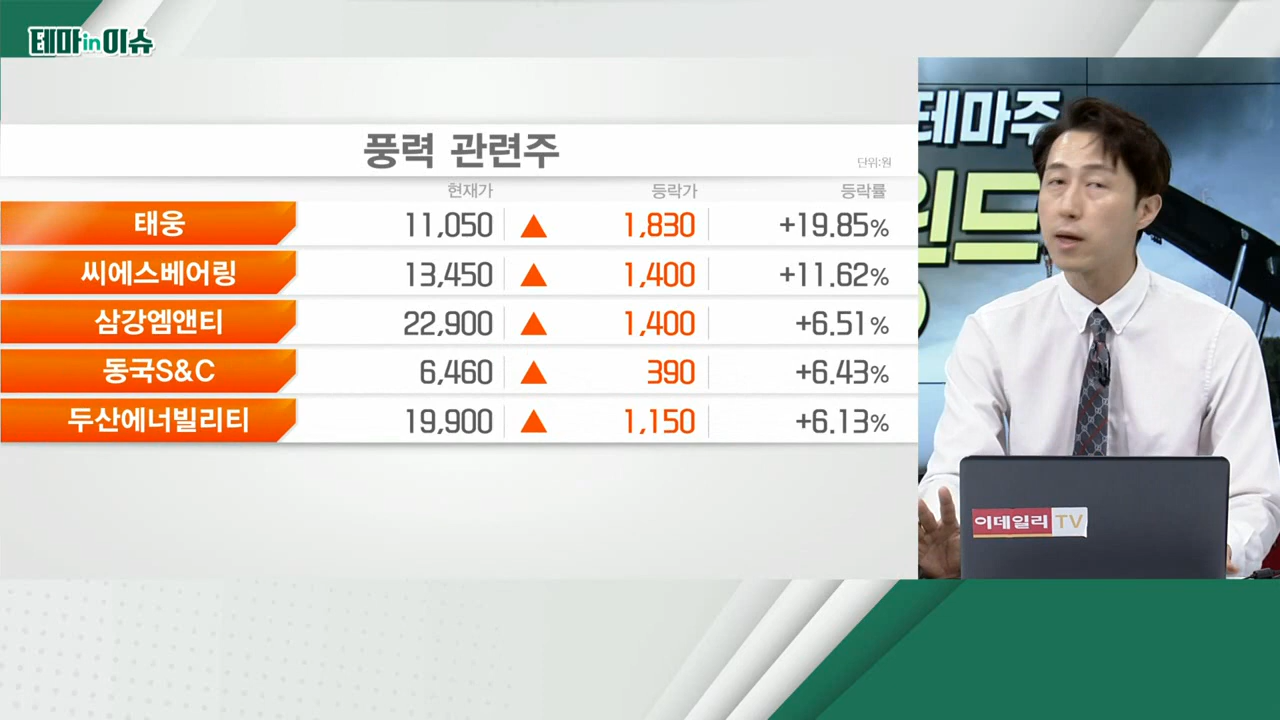 테마in이슈
풍력 관련주
단위:원
현재가 등락가 등락률
태웅 11,050 ▲ 1,830 +19.85%
씨에스베어링 13,450 ▲ 1,400 +11.62%
삼강엠앤티 22,900 ▲ 1,400 +6.51%
동국S&C 6,460 ▲ 390 +6.43%
두산에너빌리티 19,900 ▲ 1,150 +6.13%
테마주
윈드
이데일리TV